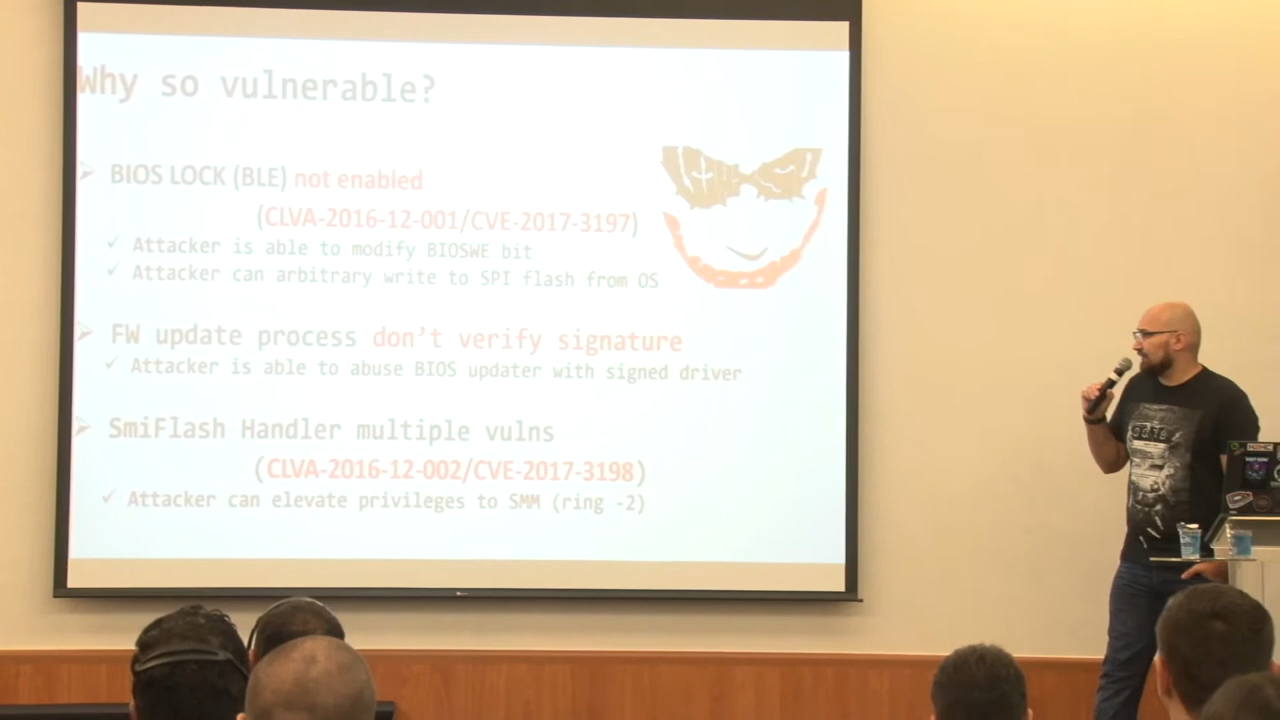 Why so vulnerable?
➢ BIOS LOCK (BLE) not enabled
(CLVA-2016-12-001/CVE-2017-3197)
✓ Attacker is able to modify BIOSWE bit
✓ Attacker can arbitrary write to SPI flash from OS
➢ FW update process don't verify signature
✓ Attacker is able to abuse BIOS updater with signed driver
➢ SmiFlash Handler multiple vulns
(CLVA-2016-12-002/CVE-2017-3198)
✓ Attacker can elevate privileges to SMM (ring -2)